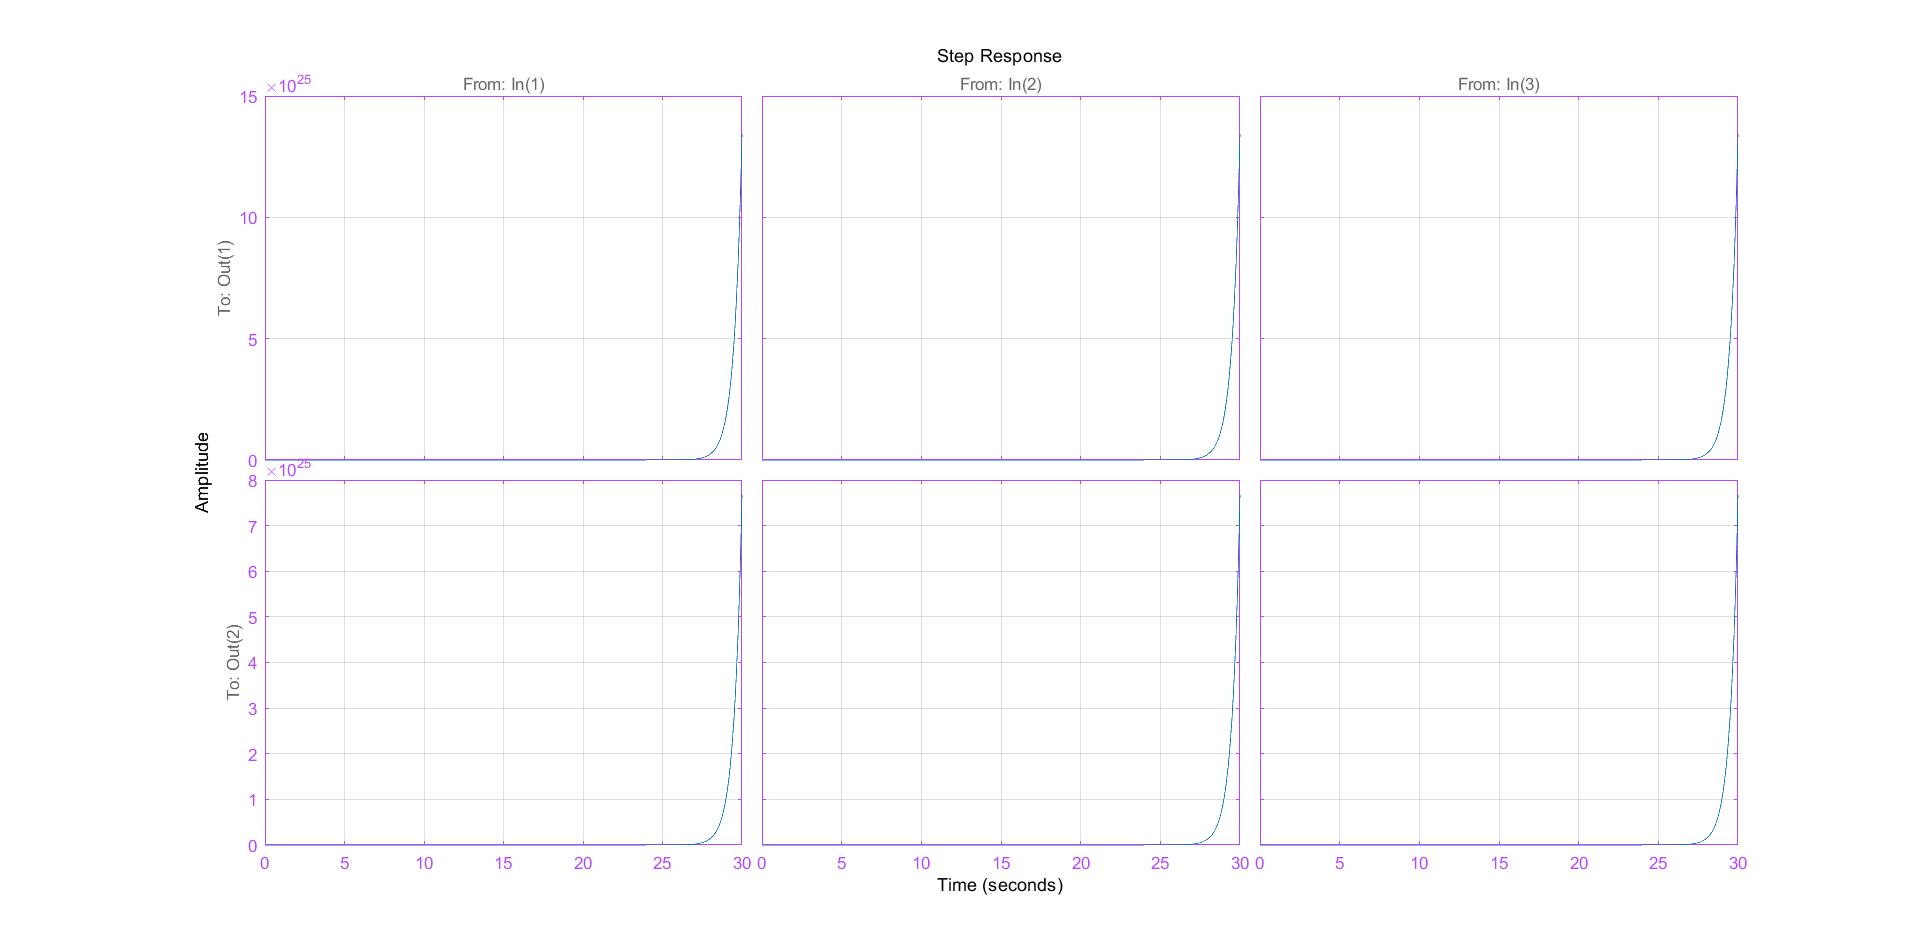 Step Response
From: In(1) From: In(2) From: In(3)
×10^25
15
10
5
0
To: Out(1)
Amplitude
×10^25
8
7
6
5
4
3
2
1
0
To: Out(2)
0 5 10 15 20 25 30 0 5 10 15 20 25 30 0 5 10 15 20 25 30
Time (seconds)